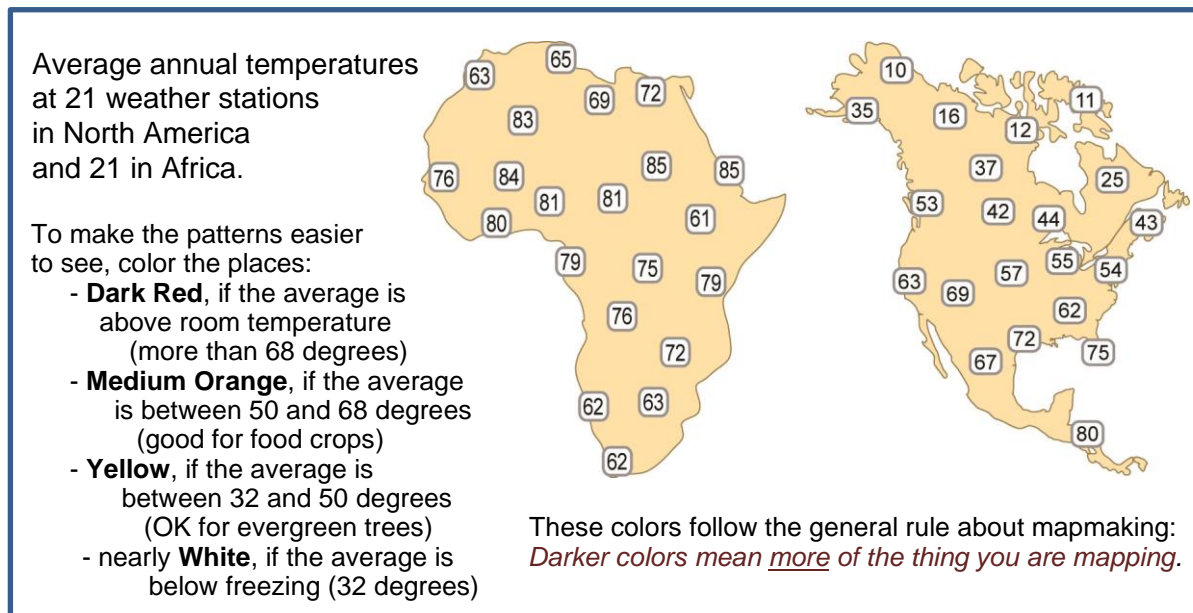 Average annual temperatures
at 21 weather stations
in North America
and 21 in Africa.
To make the patterns easier
to see, color the places:
- Dark Red, if the average is
above room temperature
(more than 68 degrees)
- Medium Orange, if the average
is between 50 and 68 degrees
(good for food crops)
- Yellow, if the average is
between 32 and 50 degrees
(OK for evergreen trees)
- nearly White, if the average is
below freezing (32 degrees)
63
65
69
72
83
76
84
85
85
81
81
80
61
79
75
79
76
72
62
63
62
10
11
35
16
12
37
25
53
42
44
43
55
54
63
69
57
62
72
75
67
80
These colors follow the general rule about mapmaking:
Darker colors mean more of the thing you are mapping.